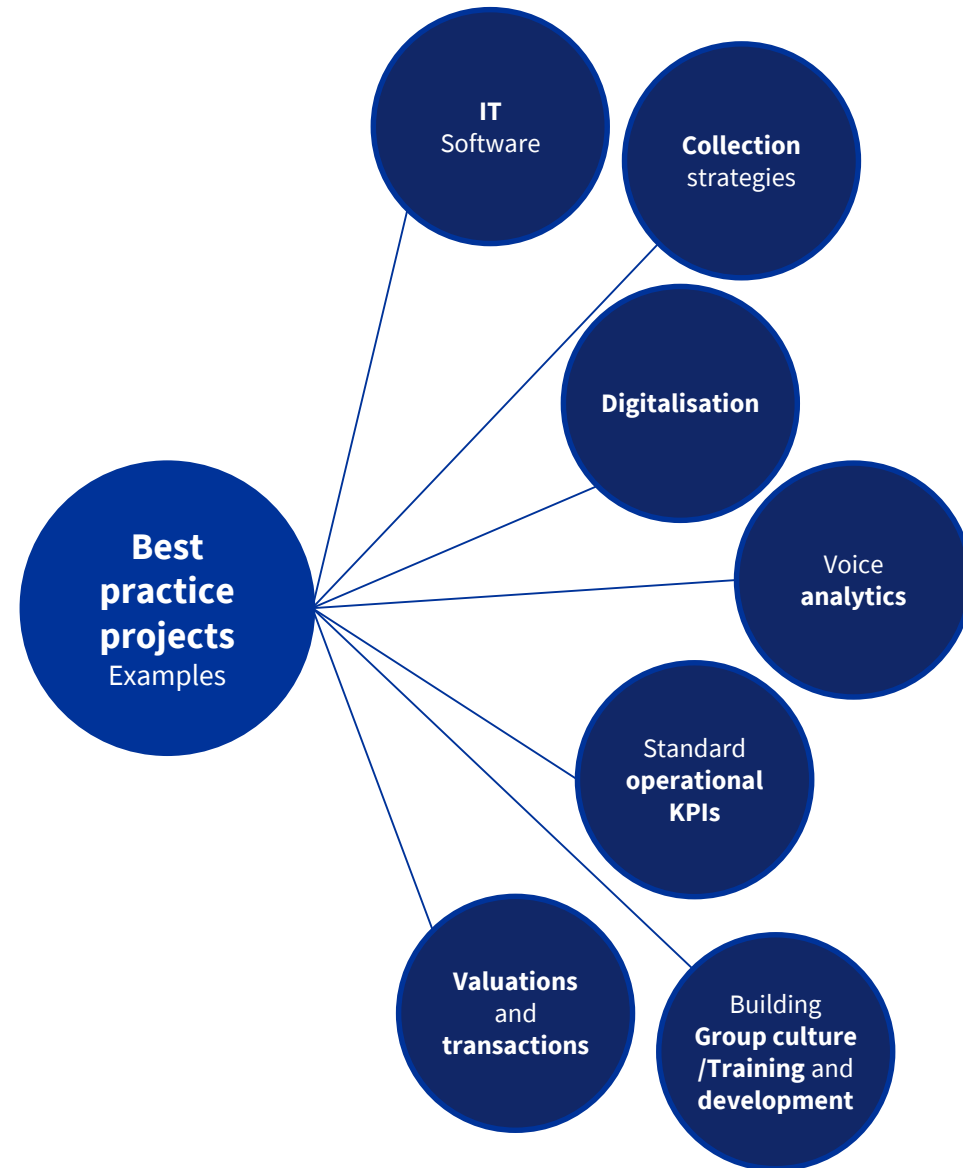 IT
Software
Collection
strategies
Digitalisation
Best
practice
projects
Examples
Voice
analytics
Standard
operational
KPIs
Valuations
and
transactions
Building
Group culture
/Training and
development